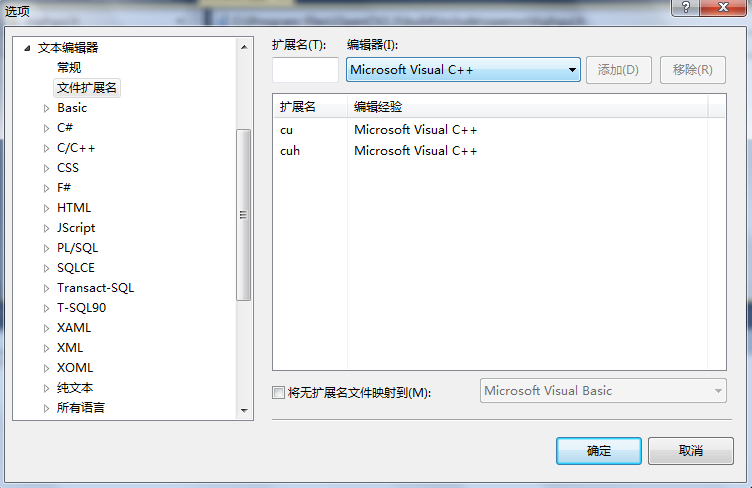 选项
文本编辑器
常规
文件扩展名
Basic
C#
C/C++
CSS
F#
HTML
JScript
PL/SQL
SQLCE
Transact-SQL
T-SQL90
XAML
XML
XOML
纯文本
所有语言
扩展名(T):
编辑器(I):
Microsoft Visual C++
添加(D)
移除(R)
扩展名 编辑经验
cu Microsoft Visual C++
cuh Microsoft Visual C++
将无扩展名文件映射到(M):
Microsoft Visual Basic
确定
取消